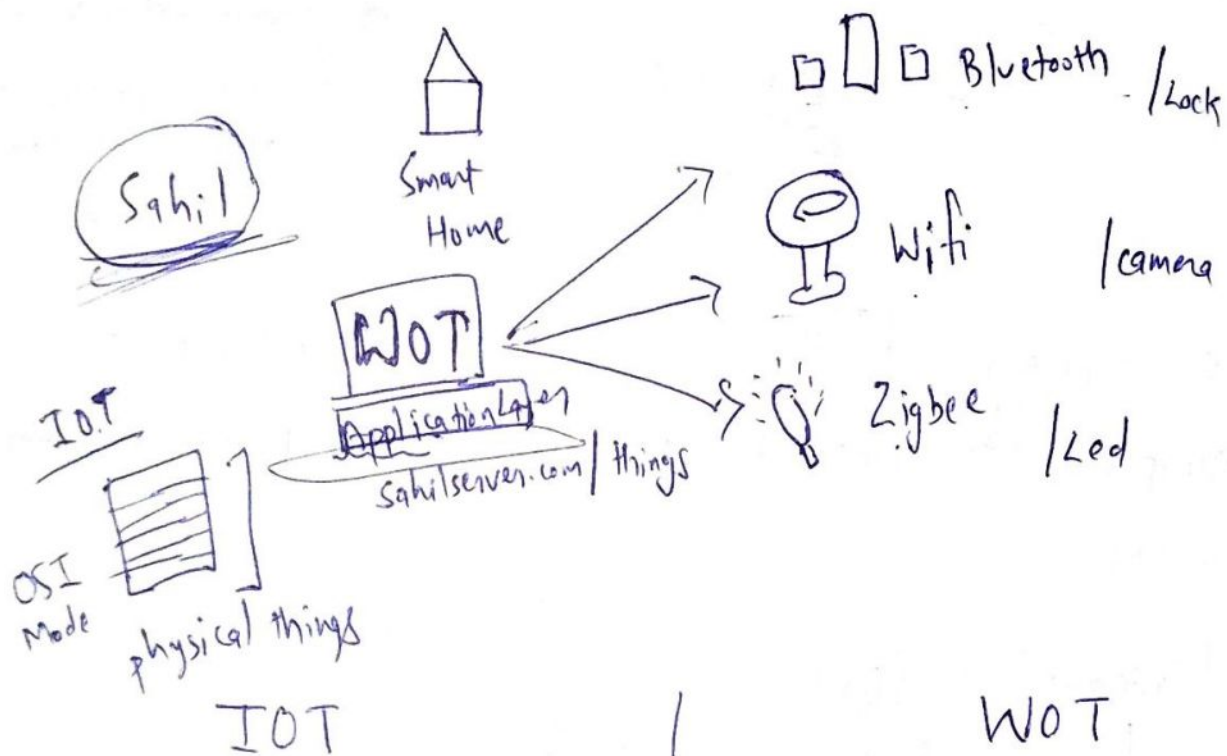 Bluetooth /Lock
Sahil
Smart
Home
Wifi /camera
WOT
IOT
Application Layer
Zigbee /Led
sahilserver.com/things
OSI
Mode
physical things
IOT / WOT